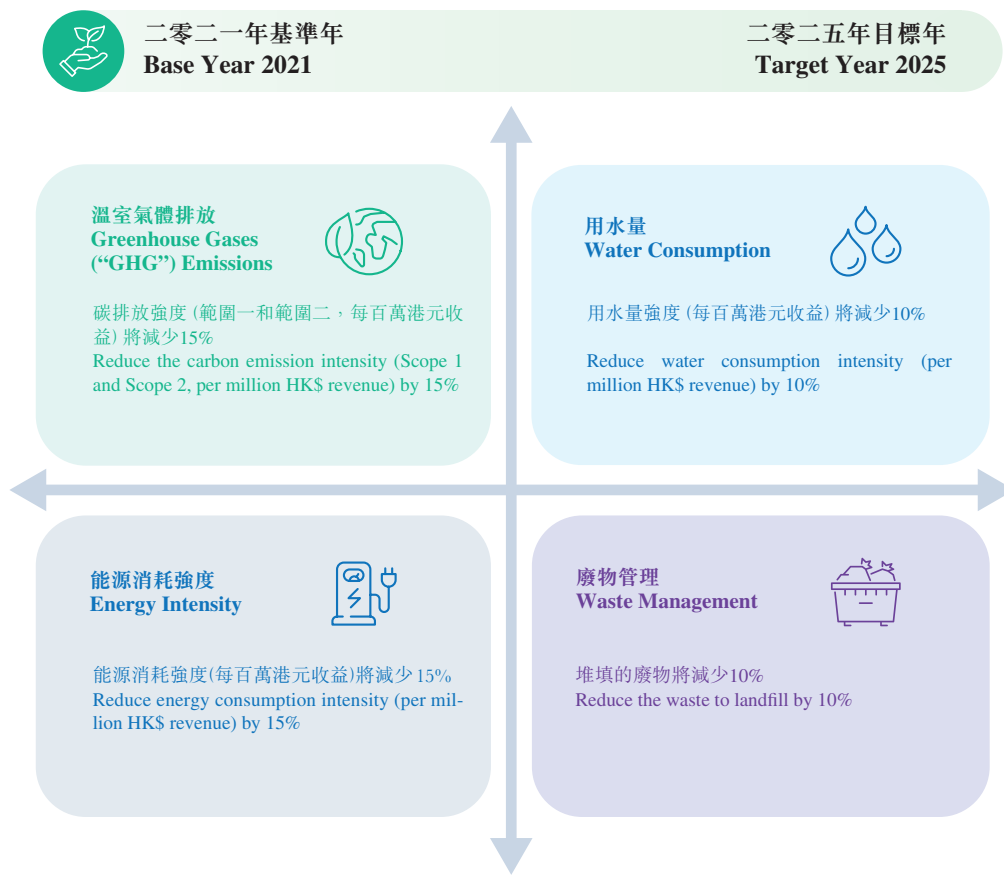 二零二一年基準年
Base Year 2021
二零二五年目標年
Target Year 2025
溫室氣體排放
Greenhouse Gases
(“GHG”) Emissions
碳排放強度 (範圍一和範圍二，每百萬港元收
益) 將減少15%
Reduce the carbon emission intensity (Scope 1
and Scope 2, per million HK$ revenue) by 15%
用水量
Water Consumption
用水量強度 (每百萬港元收益) 將減少10%
Reduce water consumption intensity (per
million HK$ revenue) by 10%
能源消耗強度
Energy Intensity
能源消耗強度(每百萬港元收益)將減少15%
Reduce energy consumption intensity (per mil-
lion HK$ revenue) by 15%
廢物管理
Waste Management
堆填的廢物將減少10%
Reduce the waste to landfill by 10%